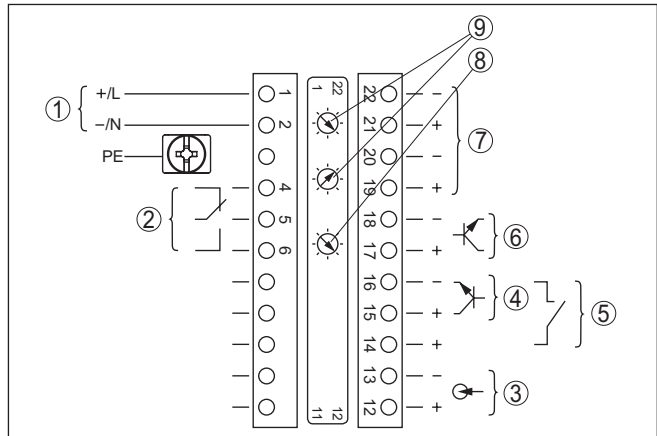 ⑨
⑧
1 22
① +/L 1 22 −
−/N 2 21 +
⑦
PE 20 −
4 19 +
② 5 18 −
⑥
6 17 +
16 −
④ ⑤
15 +
14 +
13 −
③
11 12 12 +